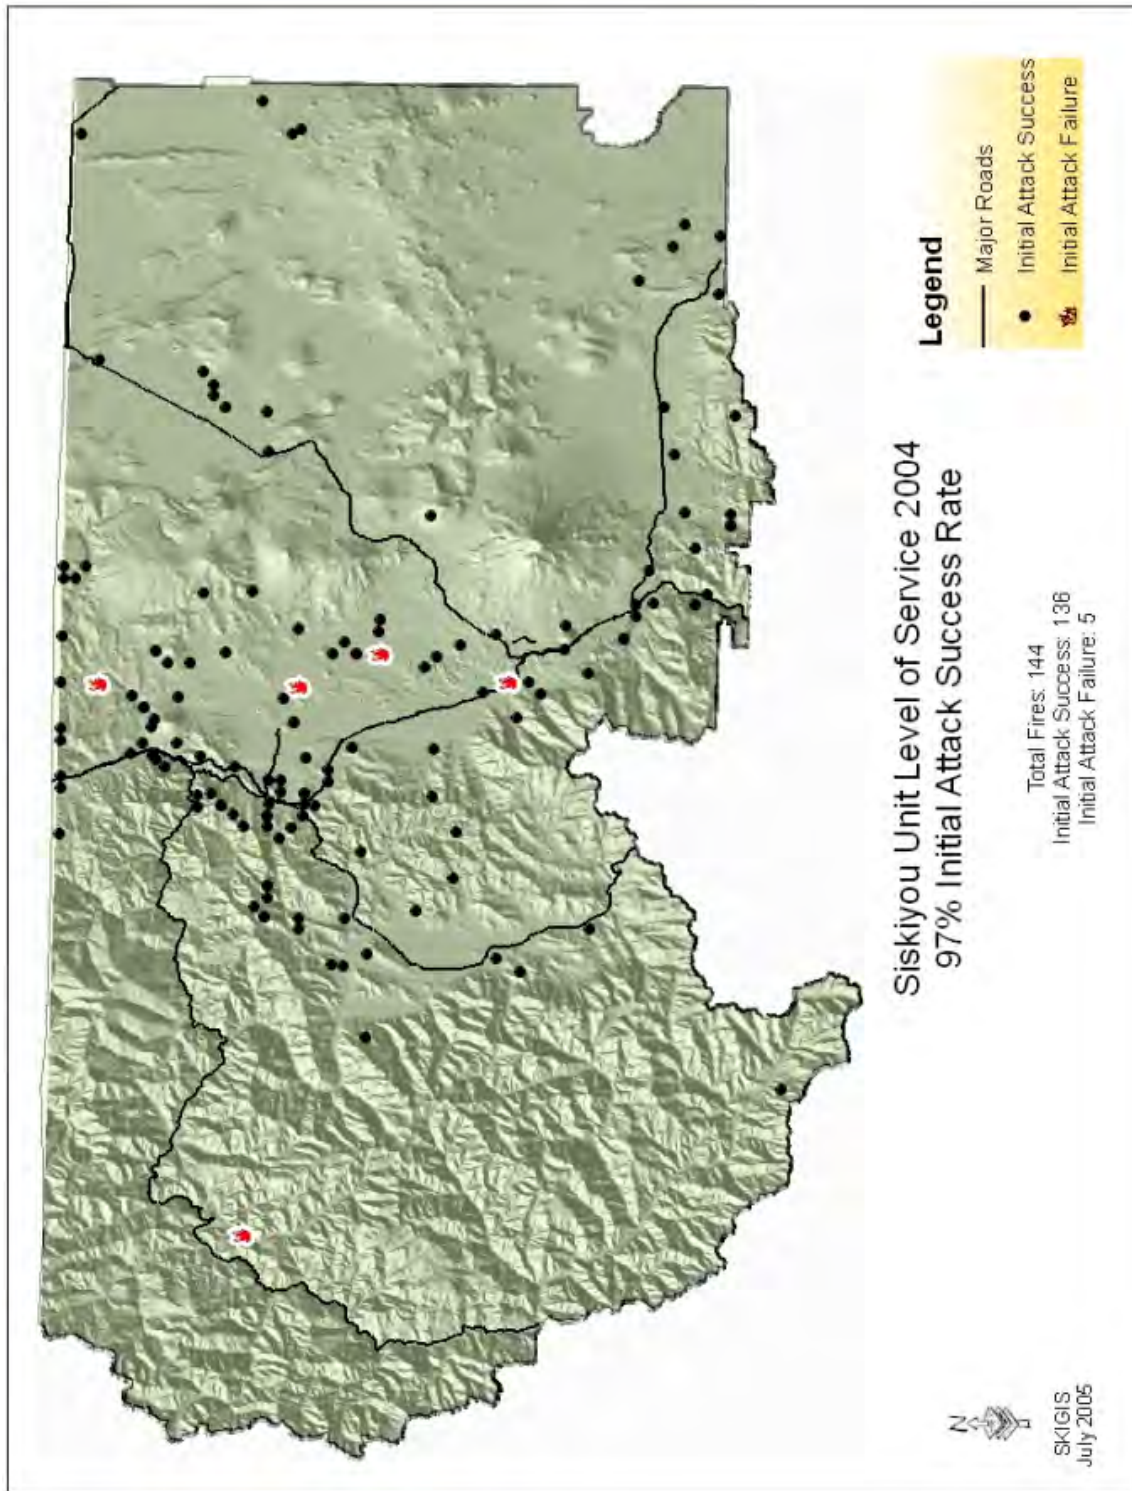 Siskiyou Unit Level of Service 2004
97% Initial Attack Success Rate
Total Fires: 144
Initial Attack Success: 136
Initial Attack Failure: 5
Legend
Major Roads
Initial Attack Success
Initial Attack Failure
N
SKIGIS
July 2005